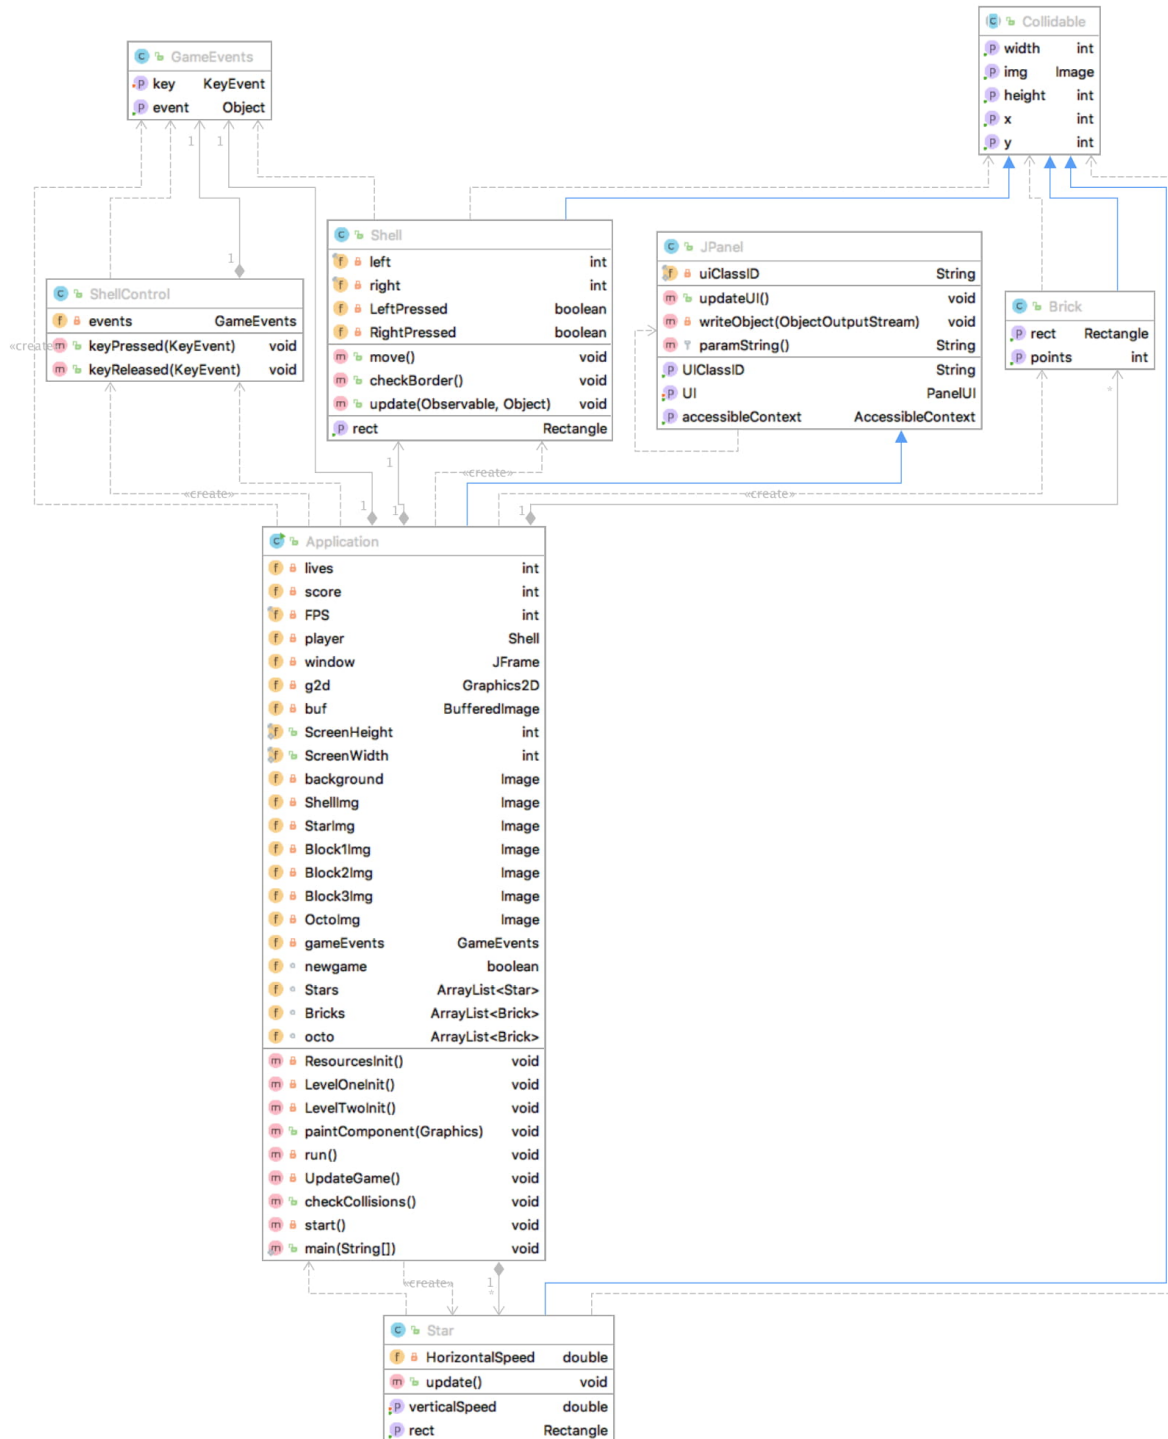 GameEvents
key KeyEvent
event Object
Collidable
width int
img Image
height int
x int
y int
1 1
1
ShellControl
events GameEvents
keyPressed(KeyEvent) void
keyReleased(KeyEvent) void
«create»
Shell
left int
right int
LeftPressed boolean
RightPressed boolean
move() void
checkBorder() void
update(Observable, Object) void
rect Rectangle
JPanel
uiClassID String
updateUI() void
writeObject(ObjectOutputStream) void
paramString() String
UIClassID String
UI PanelUI
accessibleContext AccessibleContext
Brick
rect Rectangle
points int
*
1
«create»
«create»
«create»
1 1 1
Application
lives int
score int
FPS int
player Shell
window JFrame
g2d Graphics2D
buf BufferedImage
ScreenHeight int
ScreenWidth int
background Image
ShellImg Image
StarImg Image
Block1Img Image
Block2Img Image
Block3Img Image
OctoImg Image
gameEvents GameEvents
newgame boolean
Stars ArrayList<Star>
Bricks ArrayList<Brick>
octo ArrayList<Brick>
ResourcesInit() void
LevelOneInit() void
LevelTwoInit() void
paintComponent(Graphics) void
run() void
UpdateGame() void
checkCollisions() void
start() void
main(String[]) void
«create» 1
*
Star
HorizontalSpeed double
update() void
verticalSpeed double
rect Rectangle